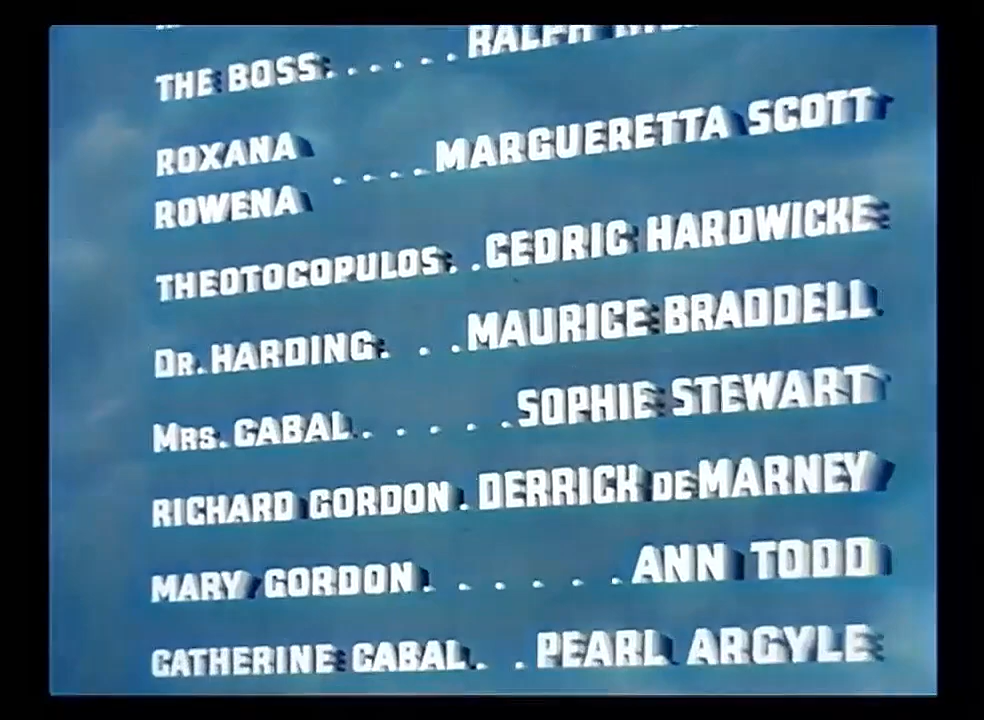 THE BOSS. . . . . . RALPH
ROXANA
. . . . MARGUERETTA SCOTT
ROWENA
THEOTOCOPULOS. . CEDRIC HARDWICKE
DR. HARDING. . . MAURICE BRADDELL
MRS. CABAL. . . . . . SOPHIE STEWART
RICHARD GORDON . DERRICK DE MARNEY
MARY GORDON. . . . . . ANN TODD
CATHERINE CABAL. . . PEARL ARGYLE